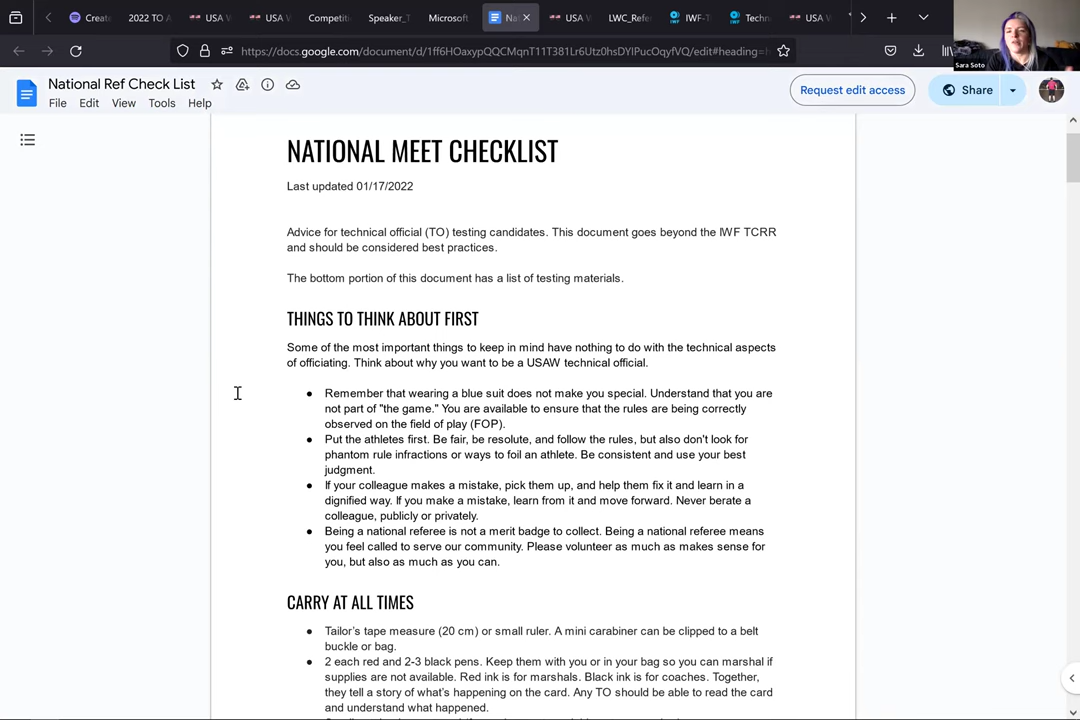 Create
2022 TO A
USA V
USA V
Competiti
Speaker_T
Microsoft
Na
USA V
LWC_Refer
IWF-T
Techn
USA V
https://docs.google.com/document/d/1ff6HOaxypQQCMqnT11T381Lr6Utz0hsDYIPucOqyfVQ/edit#heading=
Sara Soto
National Ref Check List
File Edit View Tools Help
Request edit access
Share
NATIONAL MEET CHECKLIST
Last updated 01/17/2022
Advice for technical official (TO) testing candidates. This document goes beyond the IWF TCRR
and should be considered best practices.
The bottom portion of this document has a list of testing materials.
THINGS TO THINK ABOUT FIRST
Some of the most important things to keep in mind have nothing to do with the technical aspects
of officiating. Think about why you want to be a USAW technical official.
● Remember that wearing a blue suit does not make you special. Understand that you are
not part of "the game." You are available to ensure that the rules are being correctly
observed on the field of play (FOP).
● Put the athletes first. Be fair, be resolute, and follow the rules, but also don't look for
phantom rule infractions or ways to foil an athlete. Be consistent and use your best
judgment.
● If your colleague makes a mistake, pick them up, and help them fix it and learn in a
dignified way. If you make a mistake, learn from it and move forward. Never berate a
colleague, publicly or privately.
● Being a national referee is not a merit badge to collect. Being a national referee means
you feel called to serve our community. Please volunteer as much as makes sense for
you, but also as much as you can.
CARRY AT ALL TIMES
● Tailor's tape measure (20 cm) or small ruler. A mini carabiner can be clipped to a belt
buckle or bag.
● 2 each red and 2-3 black pens. Keep them with you or in your bag so you can marshal if
supplies are not available. Red ink is for marshals. Black ink is for coaches. Together,
they tell a story of what's happening on the card. Any TO should be able to read the card
and understand what happened.